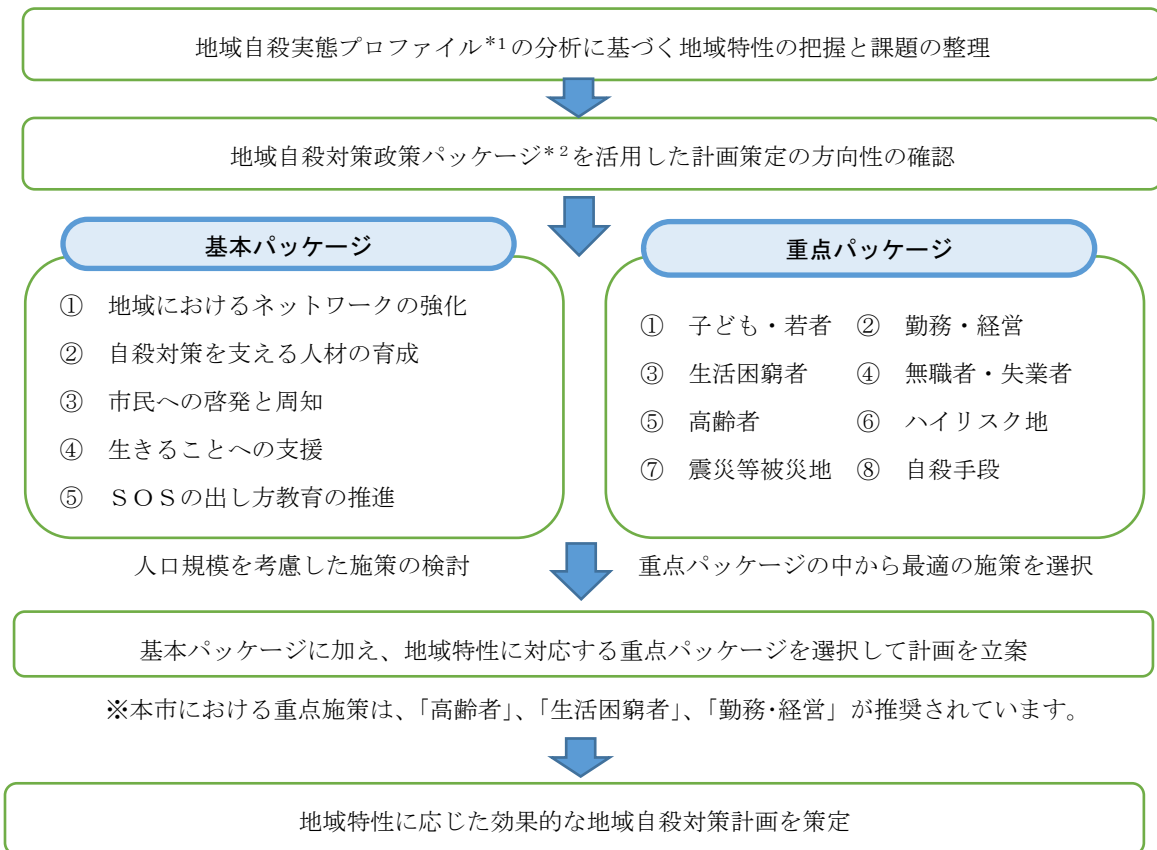 地域自殺実態プロファイル*1の分析に基づく地域特性の把握と課題の整理
地域自殺対策政策パッケージ*2を活用した計画策定の方向性の確認
基本パッケージ
① 地域におけるネットワークの強化
② 自殺対策を支える人材の育成
③ 市民への啓発と周知
④ 生きることへの支援
⑤ SOSの出し方教育の推進
重点パッケージ
① 子ども・若者 ② 勤務・経営
③ 生活困窮者 ④ 無職者・失業者
⑤ 高齢者 ⑥ ハイリスク地
⑦ 震災等被災地 ⑧ 自殺手段
人口規模を考慮した施策の検討
重点パッケージの中から最適の施策を選択
基本パッケージに加え、地域特性に対応する重点パッケージを選択して計画を立案
※本市における重点施策は、「高齢者」、「生活困窮者」、「勤務・経営」が推奨されています。
地域特性に応じた効果的な地域自殺対策計画を策定